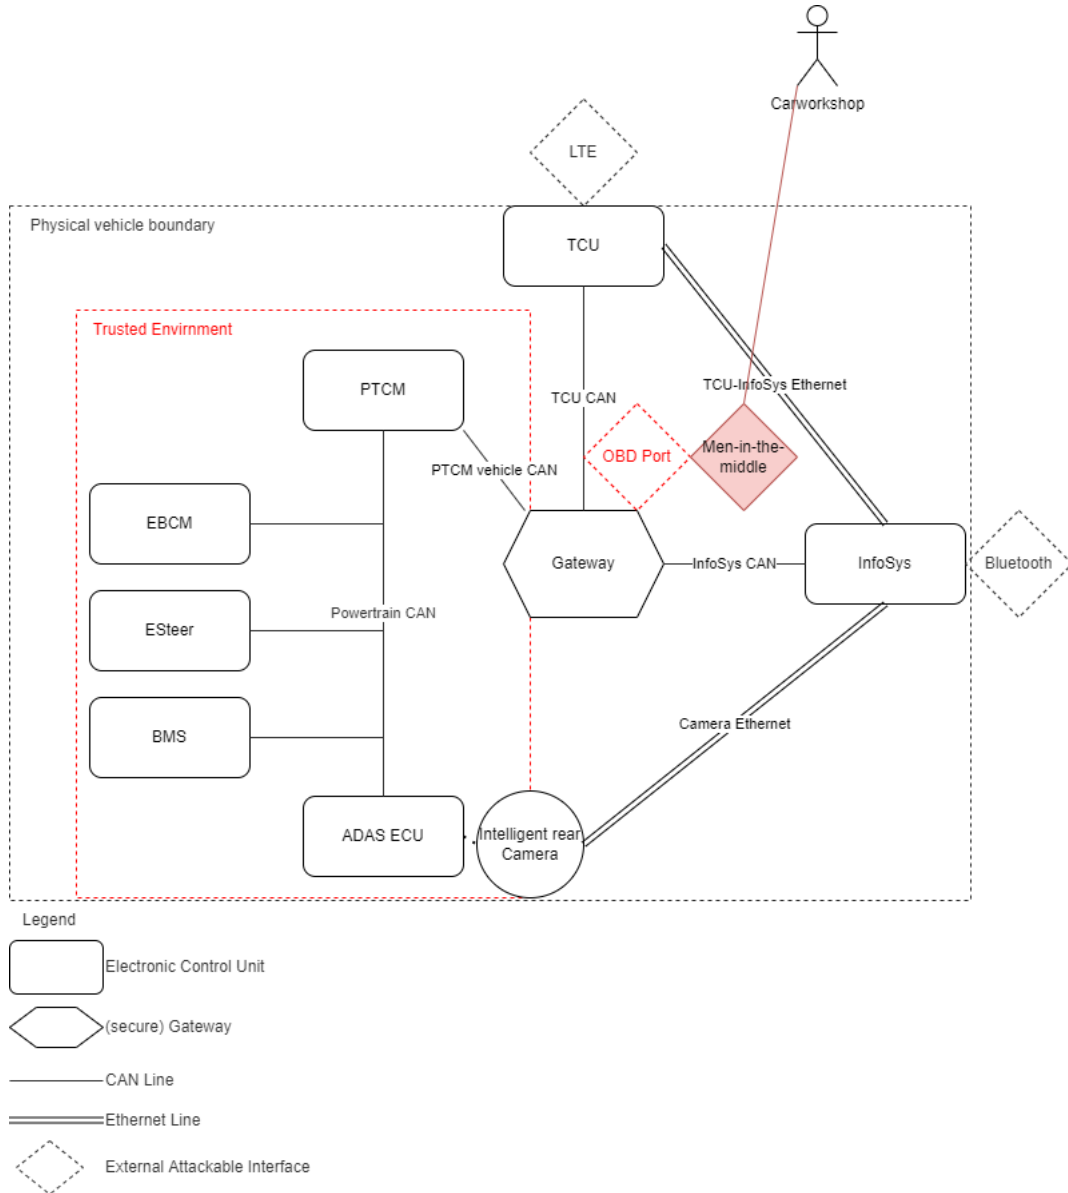 Carworkshop
LTE
Physical vehicle boundary
TCU
Trusted Envirnment
PTCM
TCU-InfoSys Ethernet
TCU CAN
OBD Port
Men-in-the-
middle
PTCM vehicle CAN
EBCM
Gateway
InfoSys CAN
InfoSys
Bluetooth
Powertrain CAN
ESteer
BMS
Camera Ethernet
ADAS ECU
Intelligent rear
Camera
Legend
Electronic Control Unit
(secure) Gateway
CAN Line
Ethernet Line
External Attackable Interface